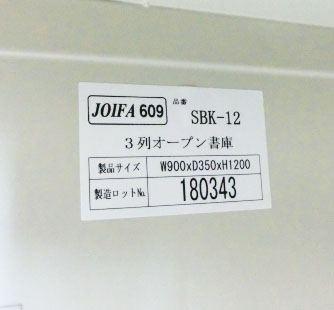 JOIFA 609 品番 SBK-12
3列オープン書庫
製品サイズ W900xD350xH1200
製造ロットNo. 180343